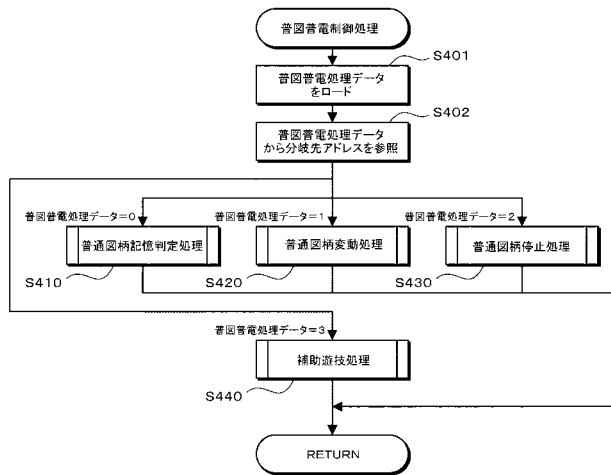 普図普電制御処理
S401
普図普電処理データ
をロード
S402
普図普電処理データ
から分岐先アドレスを参照
普図普電処理データ=0
普図普電処理データ=1
普図普電処理データ=2
普通図柄記憶判定処理
普通図柄変動処理
普通図柄停止処理
S410
S420
S430
普図普電処理データ=3
補助遊技処理
S440
RETURN